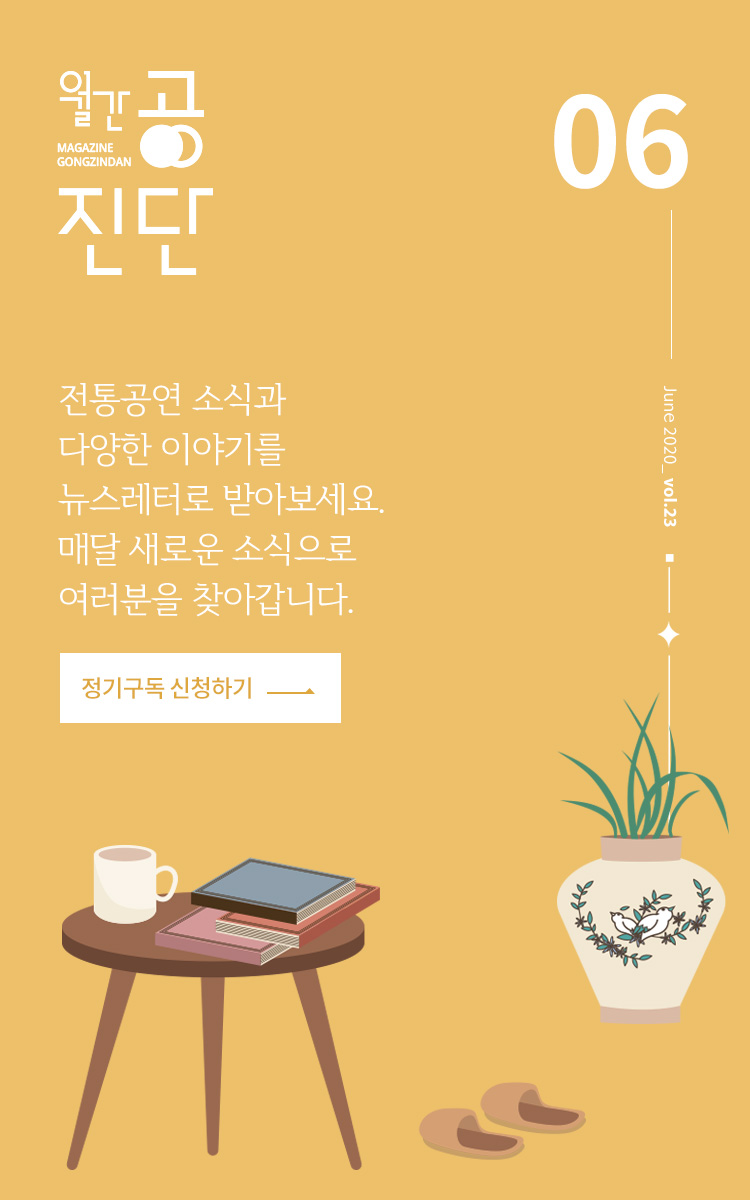 월간 공
MAGAZINE
GONGZINDAN
진단
06
June 2020_ vol.23
전통공연 소식과
다양한 이야기를
뉴스레터로 받아보세요.
매달 새로운 소식으로
여러분을 찾아갑니다.
정기구독 신청하기